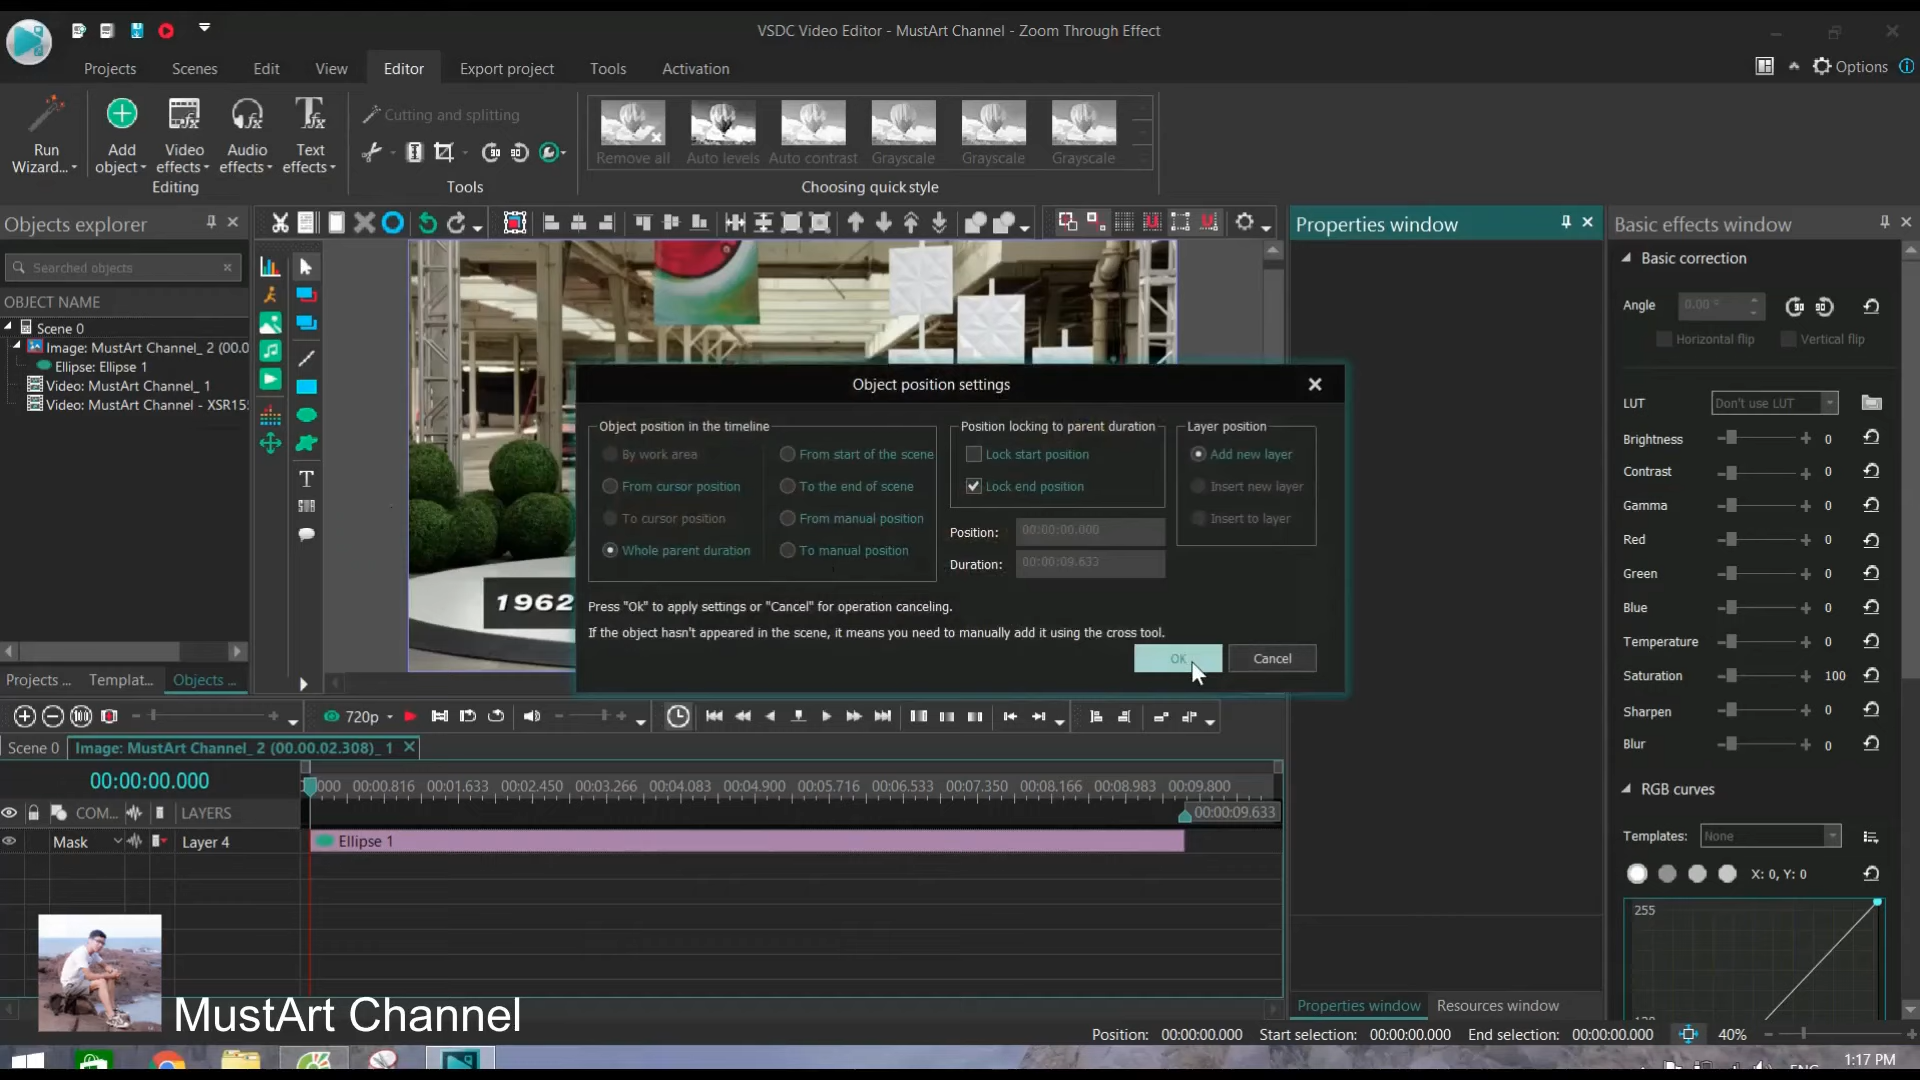 VSDC Video Editor - MustArt Channel - Zoom Through Effect
Projects
Scenes
Edit
View
Editor
Export project
Tools
Activation
Options
Run
Wizard...
Add
object
Video
effects
Audio
effects
Text
effects
Editing
Cutting and splitting
Tools
Remove all
Auto levels
Auto contrast
Grayscale
Grayscale
Grayscale
Choosing quick style
Objects explorer
Searched objects
OBJECT NAME
Scene 0
Image: MustArt Channel_ 2 (00.0
Ellipse: Ellipse 1
Video: MustArt Channel_ 1
Video: MustArt Channel - XSR15
Projects ...
Templat...
Objects ...
1962
Object position settings
Object position in the timeline
By work area
From cursor position
To cursor position
Whole parent duration
From start of the scene
To the end of scene
From manual position
To manual position
Position locking to parent duration
Lock start position
Lock end position
Position: 00:00:00.000
Duration: 00:00:09.633
Layer position
Add new layer
Insert new layer
Insert to layer
Press "Ok" to apply settings or "Cancel" for operation canceling.
If the object hasn't appeared in the scene, it means you need to manually add it using the cross tool.
OK
Cancel
Properties window
Basic effects window
Basic correction
Angle 0.00 °
Horizontal flip
Vertical flip
LUT Don't use LUT
Brightness 0
Contrast 0
Gamma 0
Red 0
Green 0
Blue 0
Temperature 0
Saturation 100
Sharpen 0
Blur 0
RGB curves
Templates: None
X: 0, Y: 0
255
720p
Scene 0
Image: MustArt Channel_ 2 (00.00.02.308)_ 1
00:00:00.000
000 00:00.816 00:01.633 00:02.450 00:03.266 00:04.083 00:04.900 00:05.716 00:06.533 00:07.350 00:08.166 00:08.983 00:09.800
00:00:09.633
COM...
LAYERS
Mask
Layer 4
Ellipse 1
MustArt Channel
Properties window
Resources window
Position: 00:00:00.000
Start selection: 00:00:00.000
End selection: 00:00:00.000
40%
1:17 PM